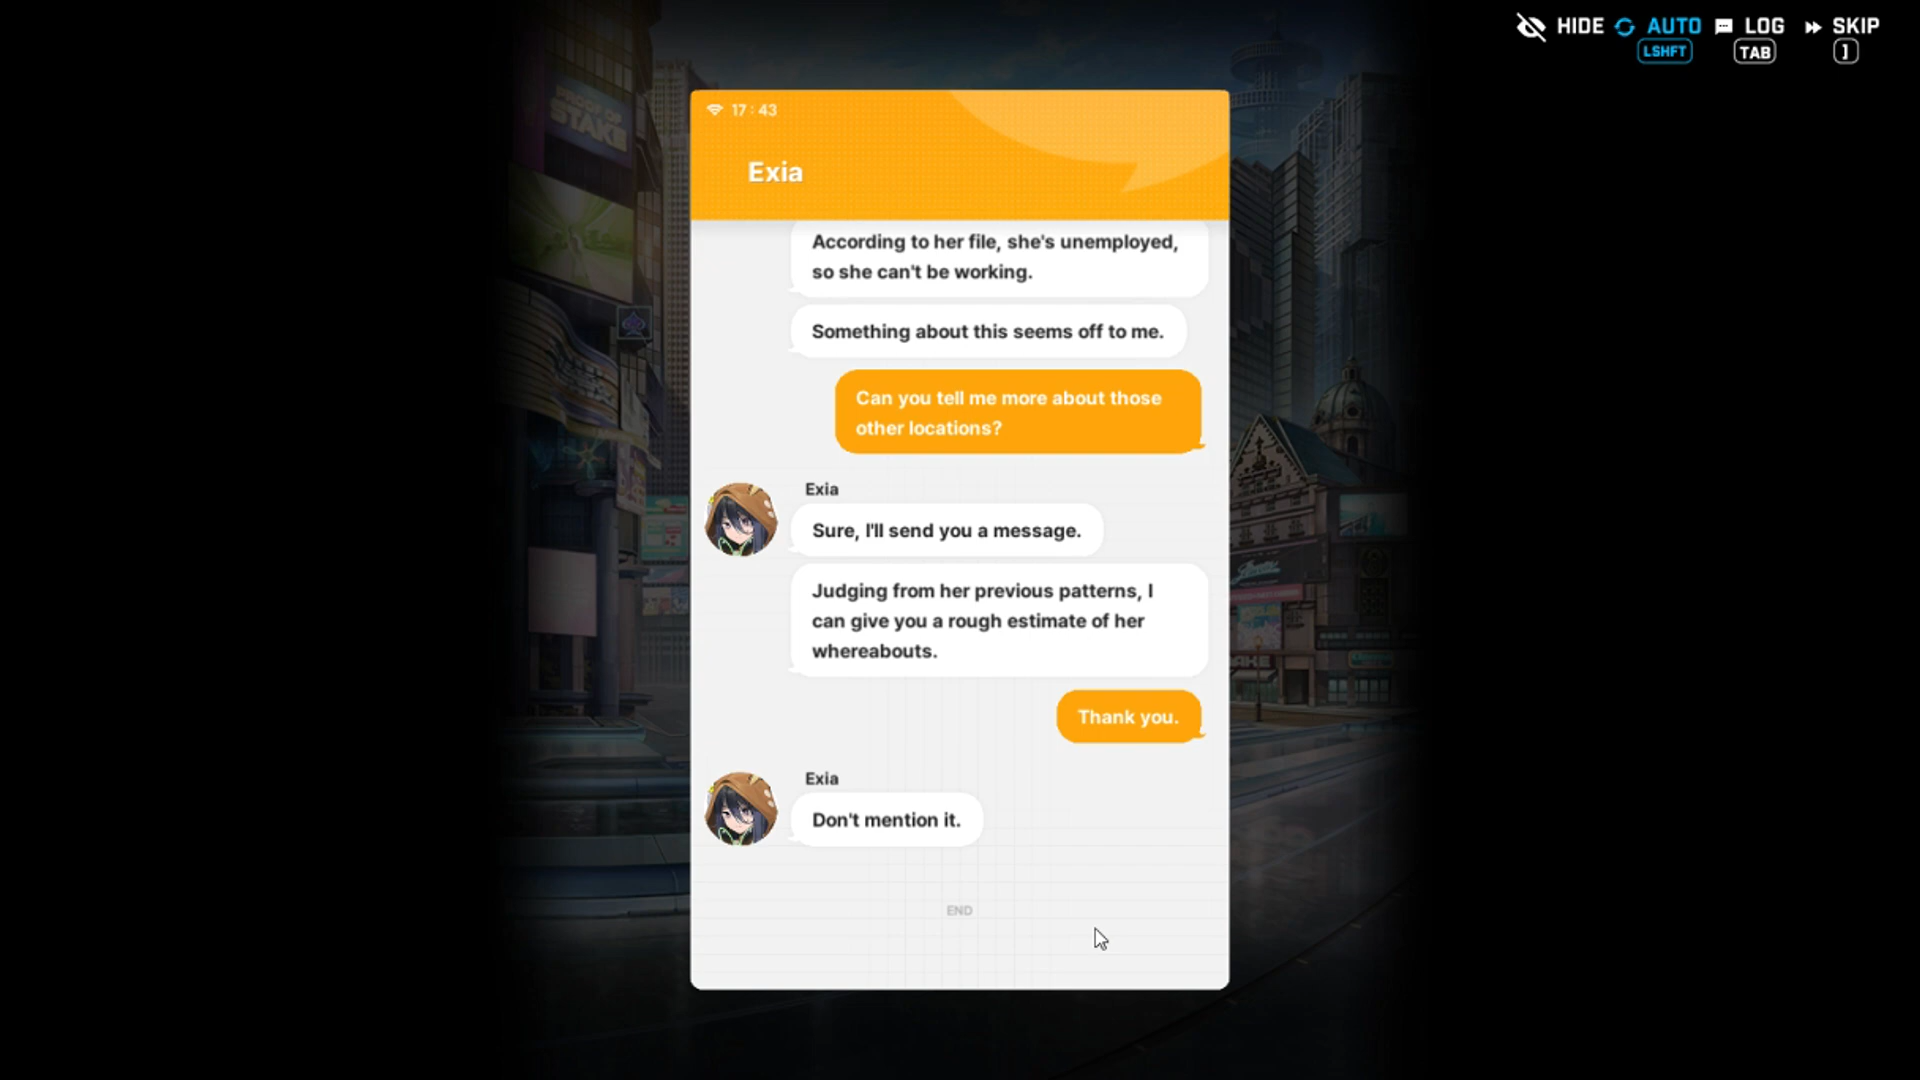 HIDE
AUTO
LOG
SKIP
LSHFT
TAB
]
17:43
Exia
According to her file, she's unemployed,
so she can't be working.
Something about this seems off to me.
Can you tell me more about those
other locations?
Exia
Sure, I'll send you a message.
Judging from her previous patterns, I
can give you a rough estimate of her
whereabouts.
Thank you.
Exia
Don't mention it.
END
STAKE